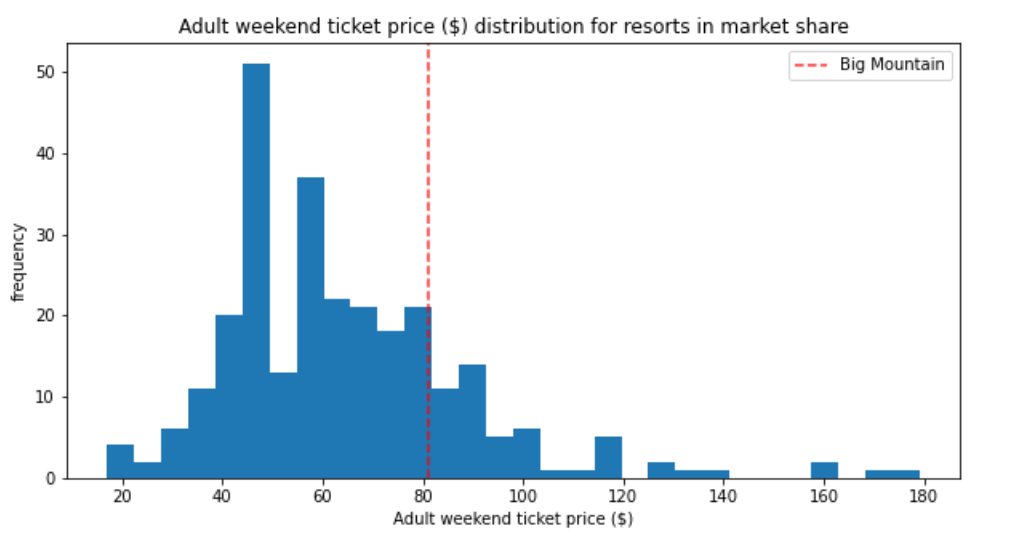 Adult weekend ticket price ($) distribution for resorts in market share
Big Mountain
50
40
30
20
10
0
frequency
20 40 60 80 100 120 140 160 180
Adult weekend ticket price ($)